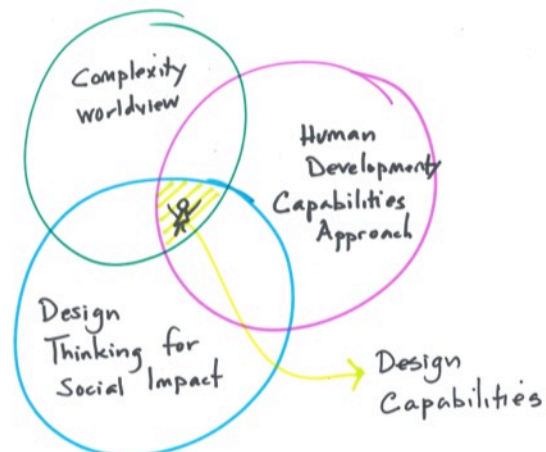 Complexity
worldview
Human
Development
Capabilities
Approach
Design
Thinking for
Social Impact
Design
Capabilities